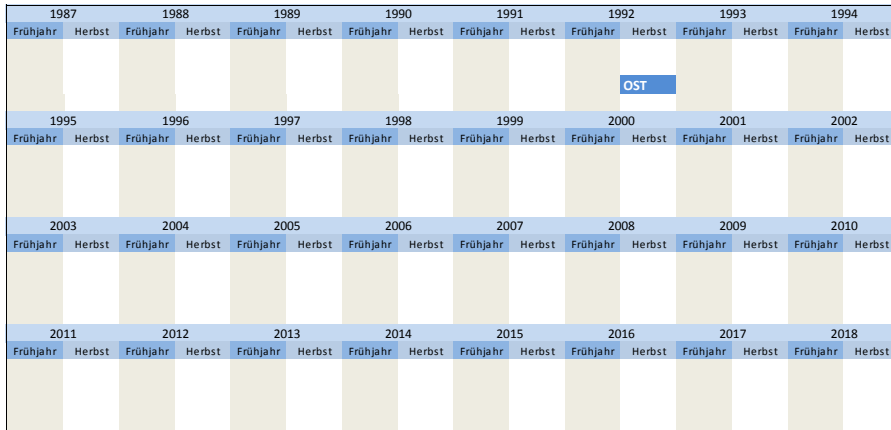 1987 1988 1989 1990 1991 1992 1993 1994
Frühjahr Herbst Frühjahr Herbst Frühjahr Herbst Frühjahr Herbst Frühjahr Herbst Frühjahr Herbst Frühjahr Herbst Frühjahr Herbst
OST
1995 1996 1997 1998 1999 2000 2001 2002
Frühjahr Herbst Frühjahr Herbst Frühjahr Herbst Frühjahr Herbst Frühjahr Herbst Frühjahr Herbst Frühjahr Herbst Frühjahr Herbst
2003 2004 2005 2006 2007 2008 2009 2010
Frühjahr Herbst Frühjahr Herbst Frühjahr Herbst Frühjahr Herbst Frühjahr Herbst Frühjahr Herbst Frühjahr Herbst Frühjahr Herbst
2011 2012 2013 2014 2015 2016 2017 2018
Frühjahr Herbst Frühjahr Herbst Frühjahr Herbst Frühjahr Herbst Frühjahr Herbst Frühjahr Herbst Frühjahr Herbst Frühjahr Herbst